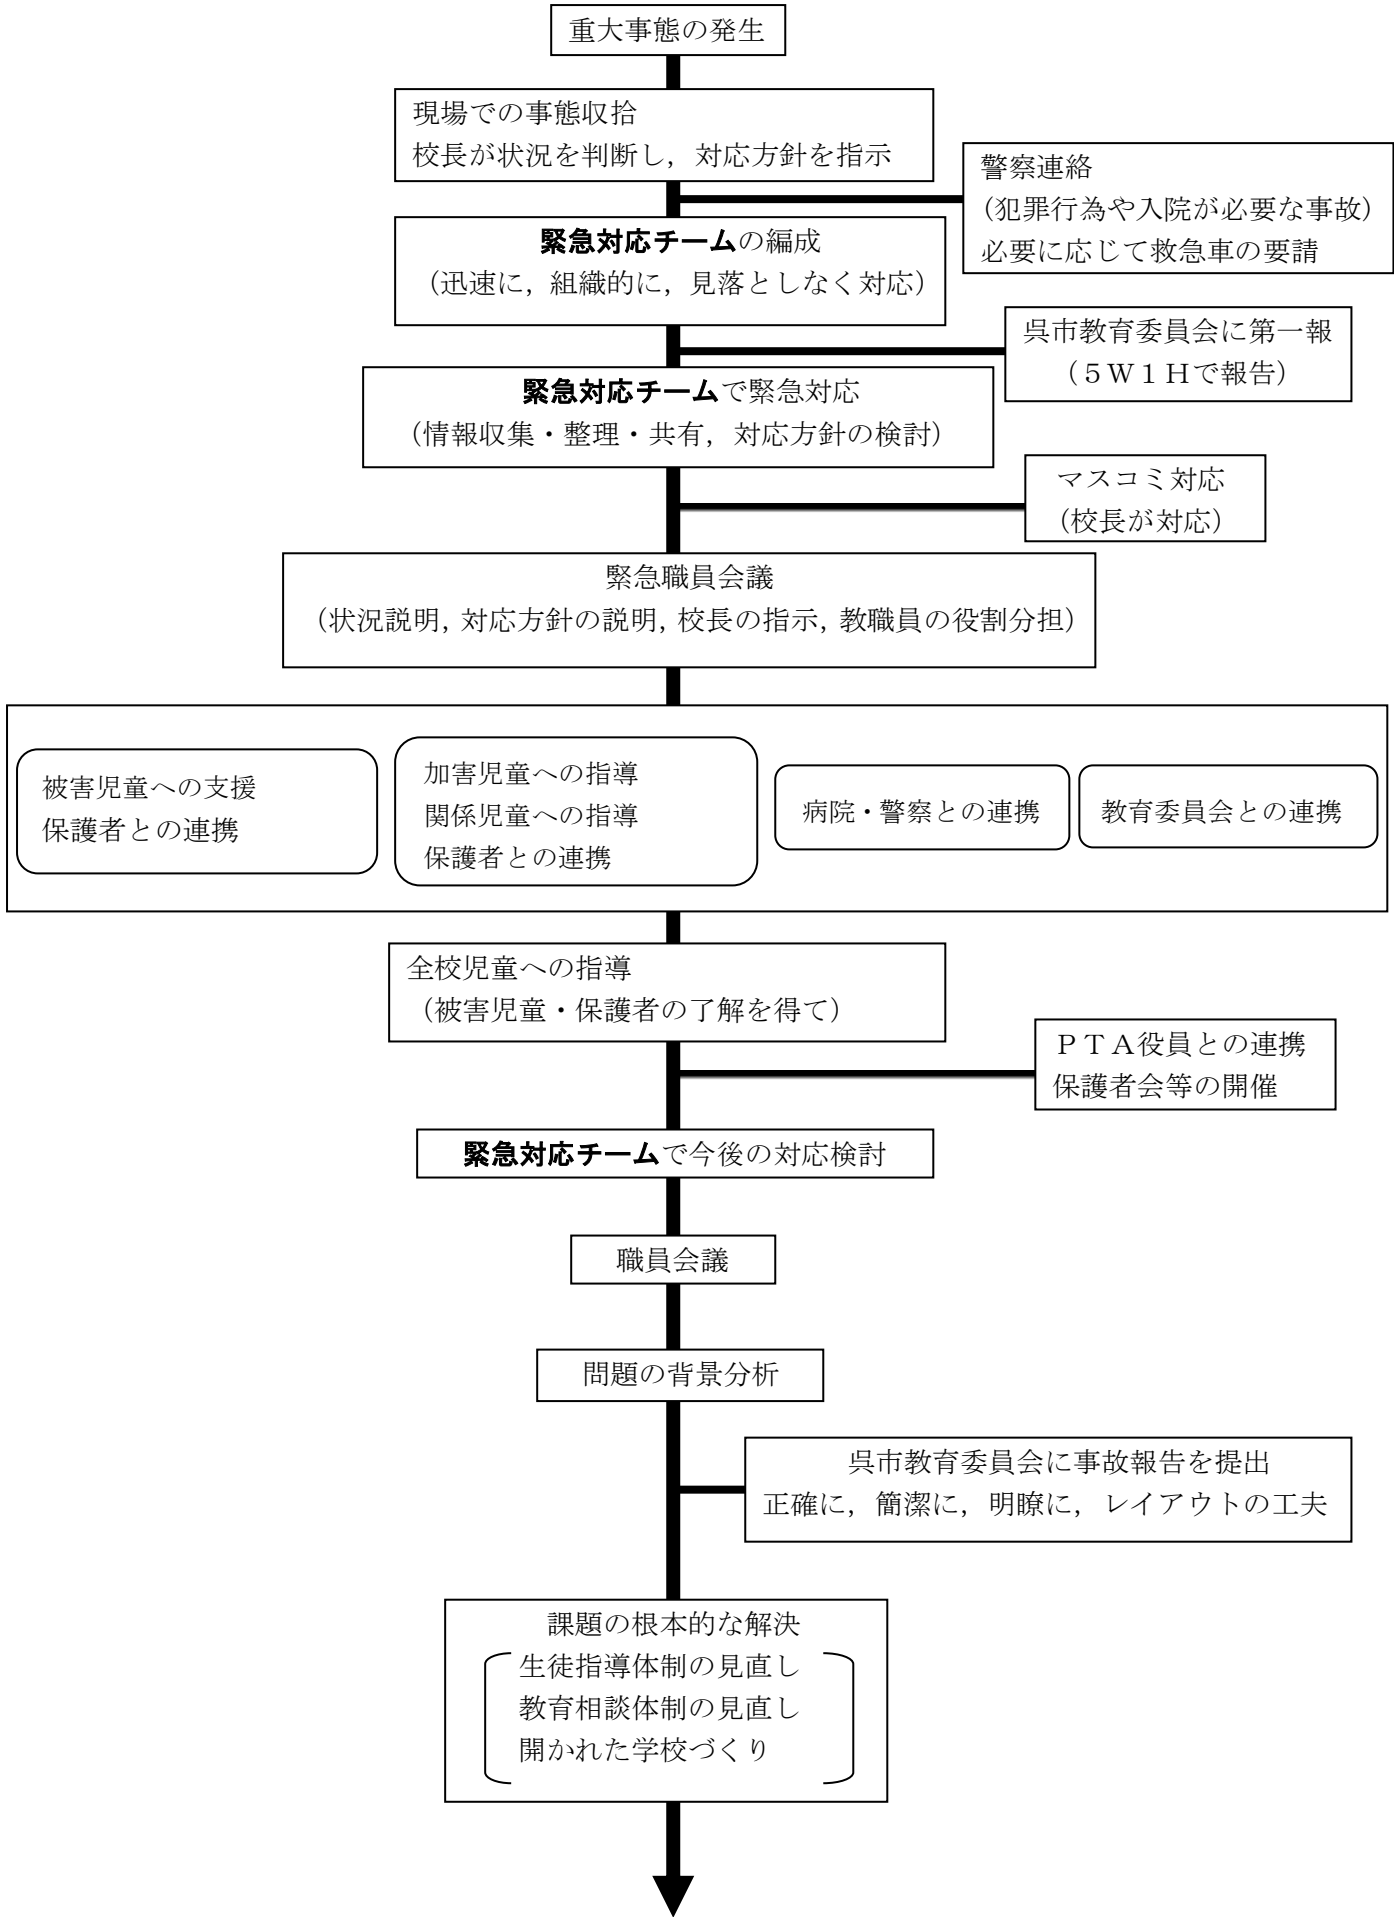 重大事態の発生
現場での事態収拾
校長が状況を判断し，対応方針を指示
警察連絡
（犯罪行為や入院が必要な事故）
必要に応じて救急車の要請
緊急対応チームの編成
（迅速に，組織的に，見落としなく対応）
呉市教育委員会に第一報
（５Ｗ１Ｈで報告）
緊急対応チームで緊急対応
（情報収集・整理・共有，対応方針の検討）
マスコミ対応
（校長が対応）
緊急職員会議
（状況説明，対応方針の説明，校長の指示，教職員の役割分担）
被害児童への支援
保護者との連携
加害児童への指導
関係児童への指導
保護者との連携
病院・警察との連携
教育委員会との連携
全校児童への指導
（被害児童・保護者の了解を得て）
ＰＴＡ役員との連携
保護者会等の開催
緊急対応チームで今後の対応検討
職員会議
問題の背景分析
呉市教育委員会に事故報告を提出
正確に，簡潔に，明瞭に，レイアウトの工夫
課題の根本的な解決
生徒指導体制の見直し
教育相談体制の見直し
開かれた学校づくり